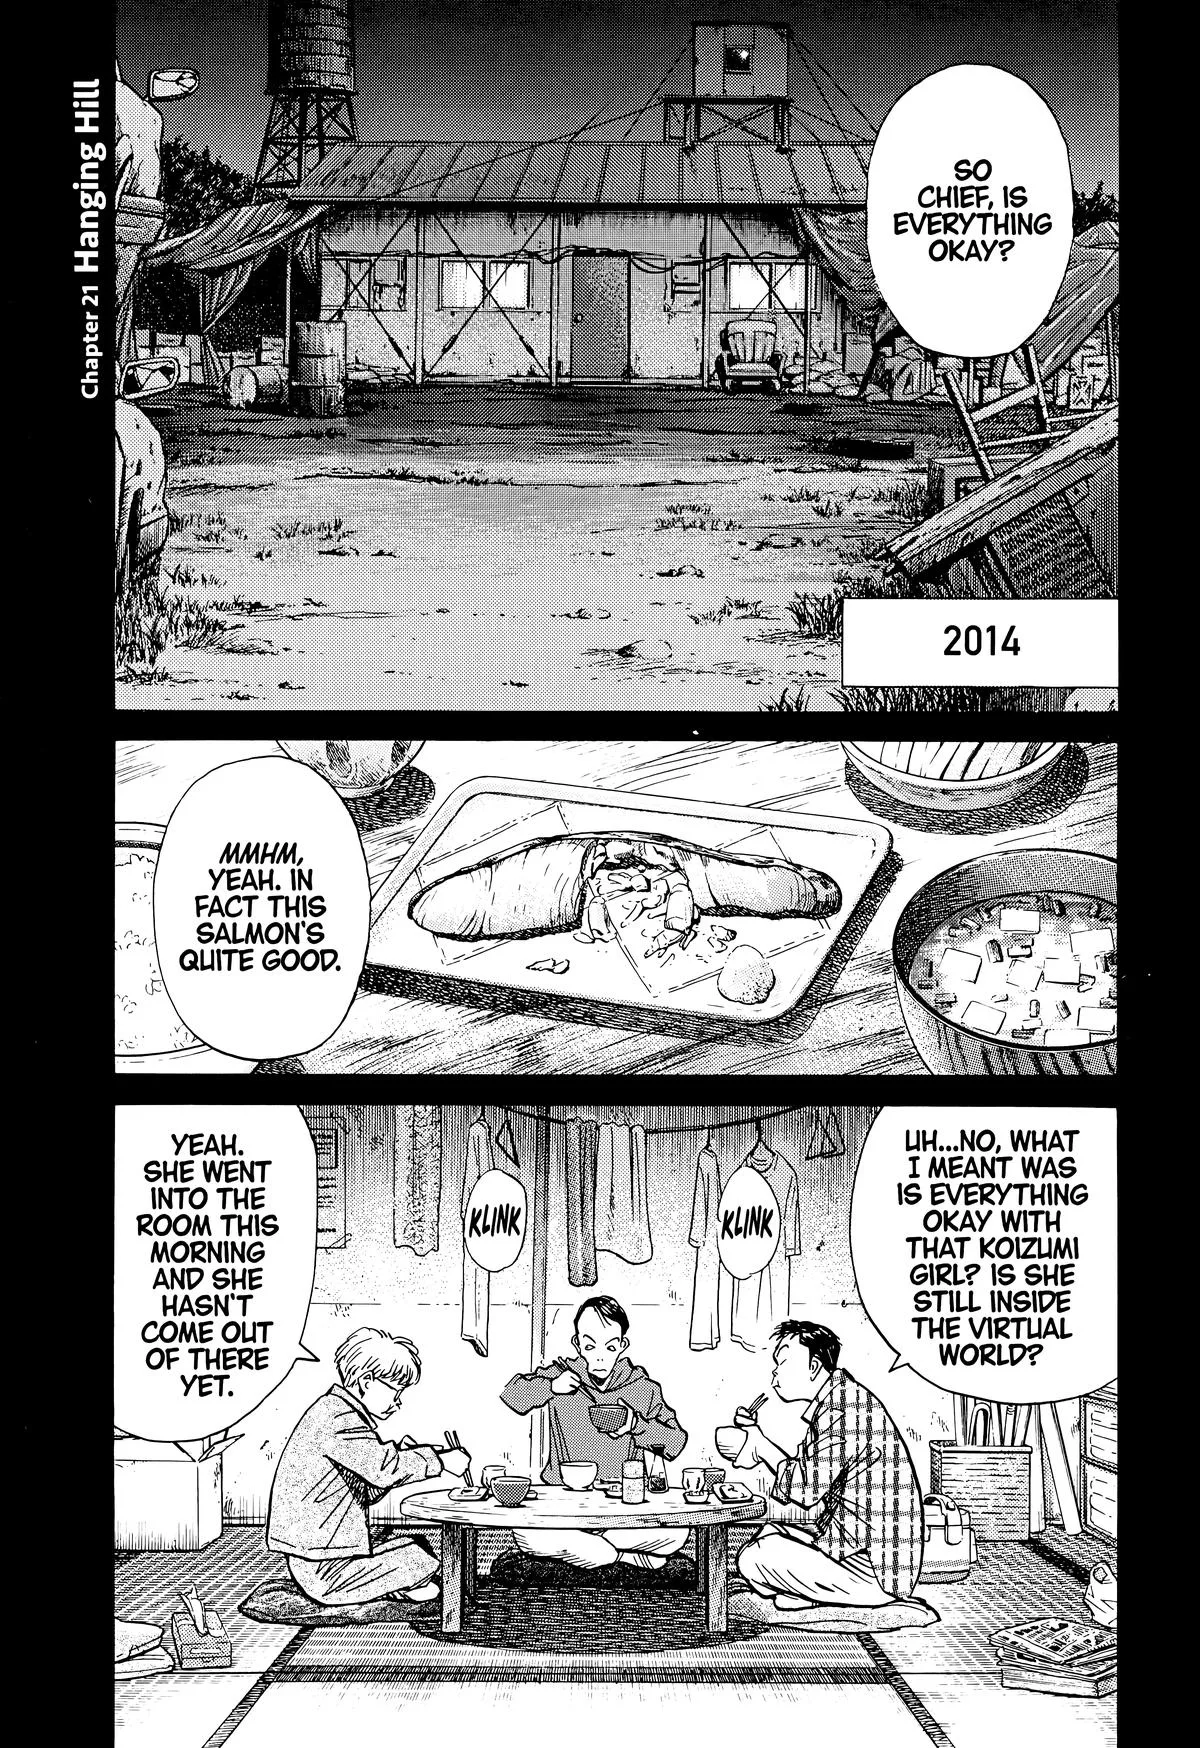 Chapter 21 Hanging Hill
SO
CHIEF, IS
EVERYTHING
OKAY?
2014
MMHM,
YEAH. IN
FACT THIS
SALMON'S
QUITE GOOD.
UH...NO, WHAT
I MEANT WAS
IS EVERYTHING
OKAY WITH
THAT KOIZUMI
GIRL? IS SHE
STILL INSIDE
THE VIRTUAL
WORLD?
KLINK
KLINK
YEAH.
SHE WENT
INTO THE
ROOM THIS
MORNING
AND SHE
HASN'T
COME OUT
OF THERE
YET.